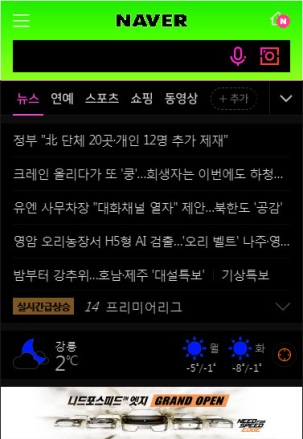 NAVER
N
뉴스 연예 스포츠 쇼핑 동영상 + 추가
정부 "北 단체 20곳·개인 12명 추가 제재"
크레인 올리다가 또 '쿵'...희생자는 이번에도 하청...
유엔 사무차장 "대화채널 열자" 제안...북한도 '공감'
영암 오리농장서 H5형 AI 검출...'오리 벨트' 나주·영...
밤부터 강추위...호남·제주 '대설특보' | 기상특보
실시간급상승 14 프리미어리그
강릉 월 화
2℃ -5°/-1° -8°/-1°
니드포스피드™ 엣지 GRAND OPEN
NEED FOR SPEED EDGE